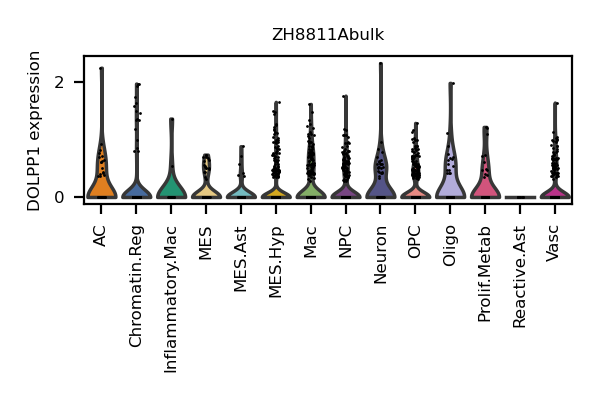 ZH8811Abulk
DOLPP1 expression
2
0
AC
Chromatin.Reg
Inflammatory.Mac
MES
MES.Ast
MES.Hyp
Mac
NPC
Neuron
OPC
Oligo
Prolif.Metab
Reactive.Ast
Vasc